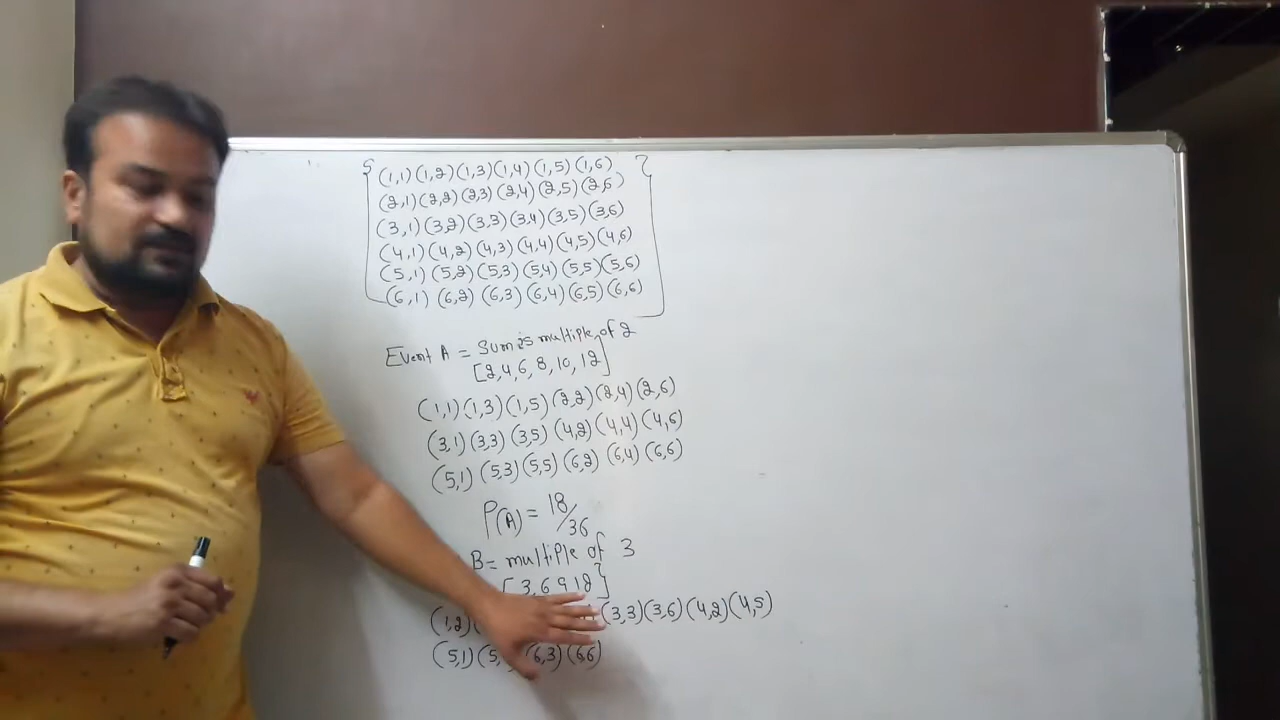 { (1,1) (1,2) (1,3) (1,4) (1,5) (1,6) }
(2,1) (2,2) (2,3) (2,4) (2,5) (2,6)
(3,1) (3,2) (3,3) (3,4) (3,5) (3,6)
(4,1) (4,2) (4,3) (4,4) (4,5) (4,6)
(5,1) (5,2) (5,3) (5,4) (5,5) (5,6)
(6,1) (6,2) (6,3) (6,4) (6,5) (6,6)
Event A = Sum is multiple of 2
[2,4,6,8,10,12]
(1,1) (1,3) (1,5) (2,2) (2,4) (2,6)
(3,1) (3,3) (3,5) (4,2) (4,4) (4,6)
(5,1) (5,3) (5,5) (6,2) (6,4) (6,6)
P(A) = 18/36
B = multiple of 3
[3,6 9 12]
(1,2) (3,3) (3,6) (4,2) (4,5)
(5,1) (5, (6,3) (6,6)